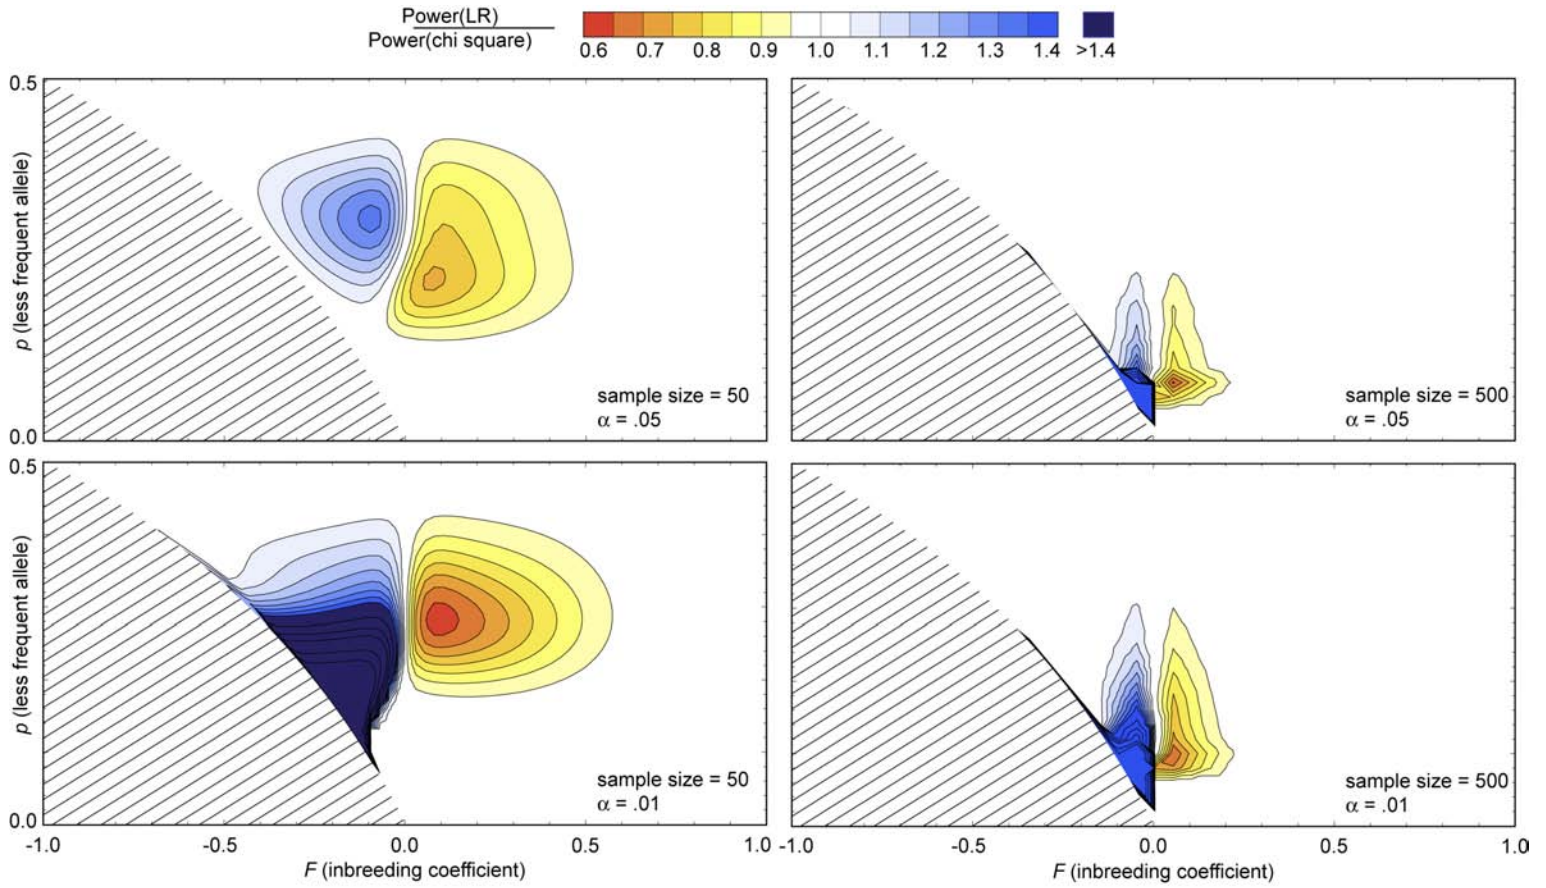 Power(LR)
Power(chi square)
0.6 0.7 0.8 0.9 1.0 1.1 1.2 1.3 1.4 >1.4
0.5
p (less frequent allele)
0.0
sample size = 50
α = .05
sample size = 500
α = .05
0.5
p (less frequent allele)
0.0
sample size = 50
α = .01
sample size = 500
α = .01
-1.0 -0.5 0.0 0.5 1.0
F (inbreeding coefficient)
-1.0 -0.5 0.0 0.5 1.0
F (inbreeding coefficient)